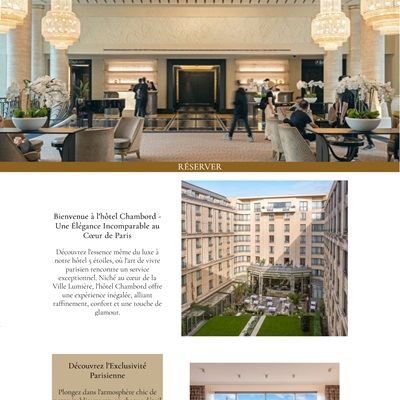 RÉSERVER
Bienvenue à l'hôtel Chambord -
Une Élégance Incomparable au
Cœur de Paris
Découvrez l'essence même du luxe à
notre hôtel 5 étoiles, où l'art de vivre
parisien rencontre un service
exceptionnel. Niché au cœur de la
Ville Lumière, l'hôtel Chambord offre
une expérience inégalée, alliant
raffinement, confort et une touche de
glamour.
Découvrez l'Exclusivité
Parisienne
Plongez dans l'atmosphère chic de